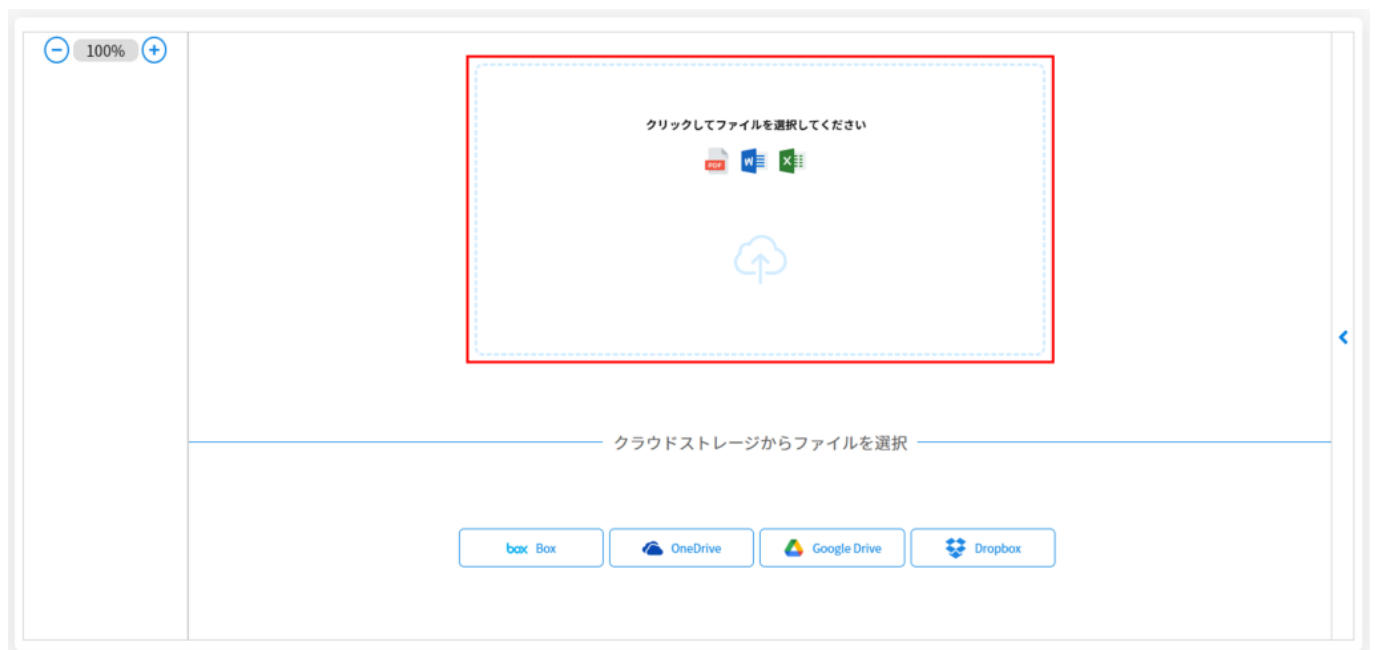 100%
クリックしてファイルを選択してください
PDF W X
クラウドストレージからファイルを選択
box Box OneDrive Google Drive Dropbox